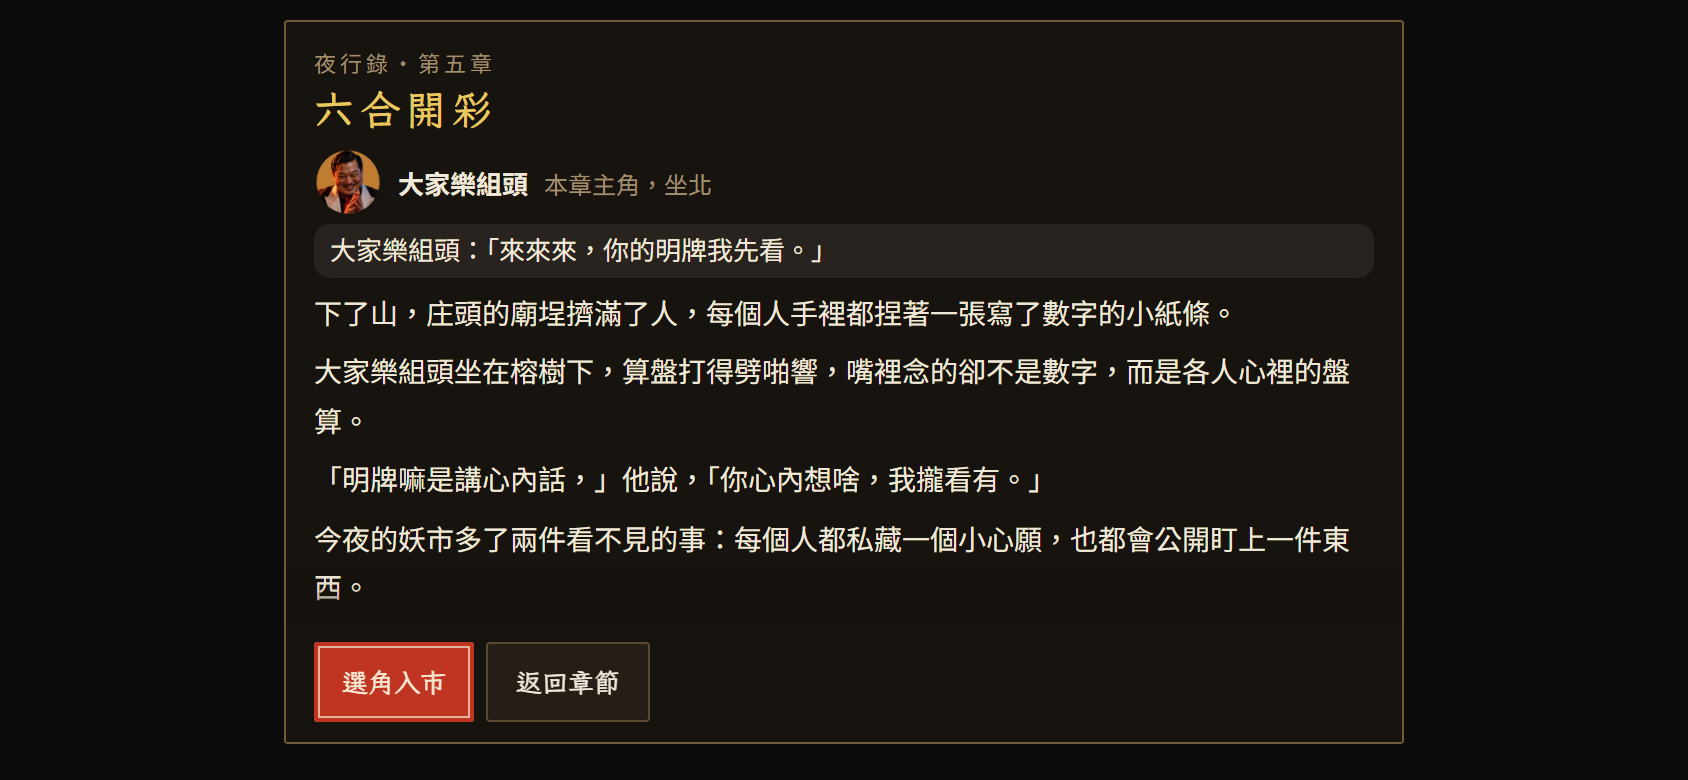 夜行錄・第五章
六合開彩
大家樂組頭 本章主角，坐北
大家樂組頭：「來來來，你的明牌我先看。」
下了山，庄頭的廟埕擠滿了人，每個人手裡都捏著一張寫了數字的小紙條。
大家樂組頭坐在榕樹下，算盤打得劈啪響，嘴裡念的卻不是數字，而是各人心裡的盤
算。
「明牌嘛是講心內話，」他說，「你心內想啥，我攏看有。」
今夜的妖市多了兩件看不見的事：每個人都私藏一個小心願，也都會公開盯上一件東
西。
選角入市 返回章節